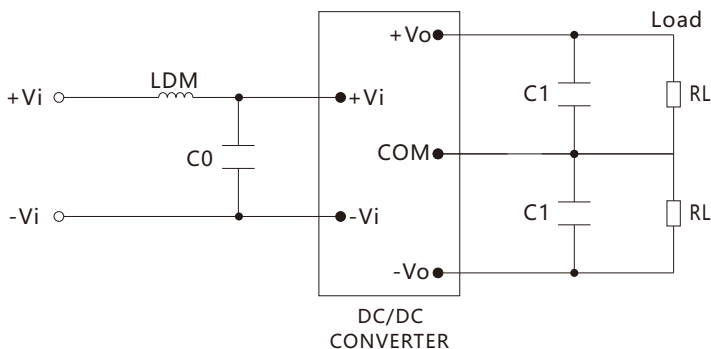 Load
+Vo
LDM
+Vi
+Vi
C1
RL
C0
COM
-Vi
-Vi
C1
RL
-Vo
DC/DC
CONVERTER